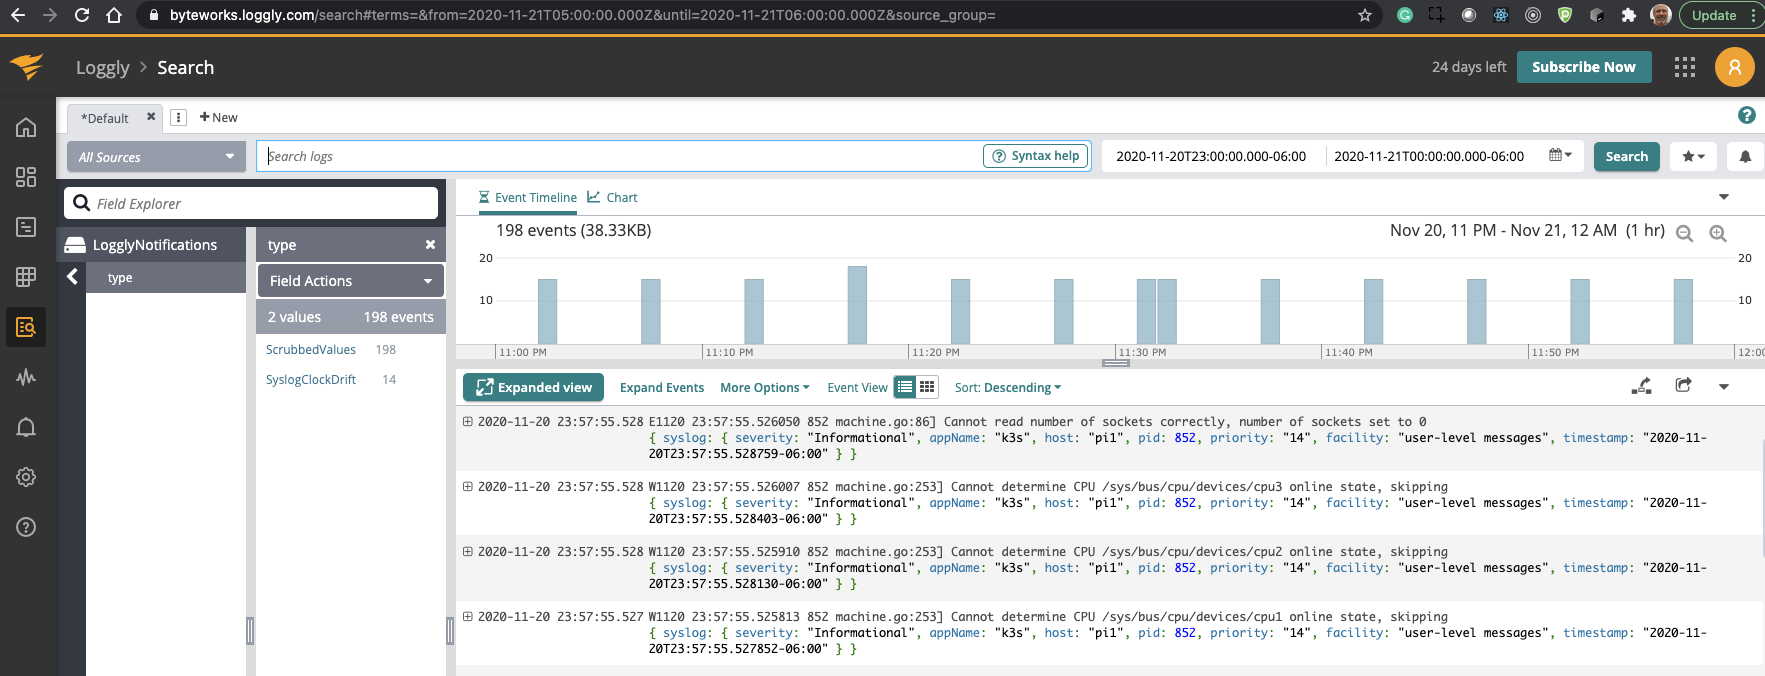 byteworks.loggly.com/search#terms=&from=2020-11-21T05:00:00.000Z&until=2020-11-21T06:00:00.000Z&source_group=
Update
Loggly > Search
24 days left
Subscribe Now
*Default
+ New
All Sources
Search logs
Syntax help
2020-11-20T23:00:00.000-06:00
2020-11-21T00:00:00.000-06:00
Search
Field Explorer
LogglyNotifications
type
type
Field Actions
2 values 198 events
ScrubbedValues 198
SyslogClockDrift 14
Event Timeline
Chart
198 events (38.33KB)
Nov 20, 11 PM - Nov 21, 12 AM (1 hr)
20 20
10 10
11:00 PM 11:10 PM 11:20 PM 11:30 PM 11:40 PM 11:50 PM 12:00
Expanded view Expand Events More Options Event View Sort: Descending
2020-11-20 23:57:55.528 E1120 23:57:55.526050 852 machine.go:86] Cannot read number of sockets correctly, number of sockets set to 0
{ syslog: { severity: "Informational", appName: "k3s", host: "pi1", pid: 852, priority: "14", facility: "user-level messages", timestamp: "2020-11-
20T23:57:55.528759-06:00" } }
2020-11-20 23:57:55.528 W1120 23:57:55.526007 852 machine.go:253] Cannot determine CPU /sys/bus/cpu/devices/cpu3 online state, skipping
{ syslog: { severity: "Informational", appName: "k3s", host: "pi1", pid: 852, priority: "14", facility: "user-level messages", timestamp: "2020-11-
20T23:57:55.528403-06:00" } }
2020-11-20 23:57:55.528 W1120 23:57:55.525910 852 machine.go:253] Cannot determine CPU /sys/bus/cpu/devices/cpu2 online state, skipping
{ syslog: { severity: "Informational", appName: "k3s", host: "pi1", pid: 852, priority: "14", facility: "user-level messages", timestamp: "2020-11-
20T23:57:55.528130-06:00" } }
2020-11-20 23:57:55.527 W1120 23:57:55.525813 852 machine.go:253] Cannot determine CPU /sys/bus/cpu/devices/cpu1 online state, skipping
{ syslog: { severity: "Informational", appName: "k3s", host: "pi1", pid: 852, priority: "14", facility: "user-level messages", timestamp: "2020-11-
20T23:57:55.527852-06:00" } }